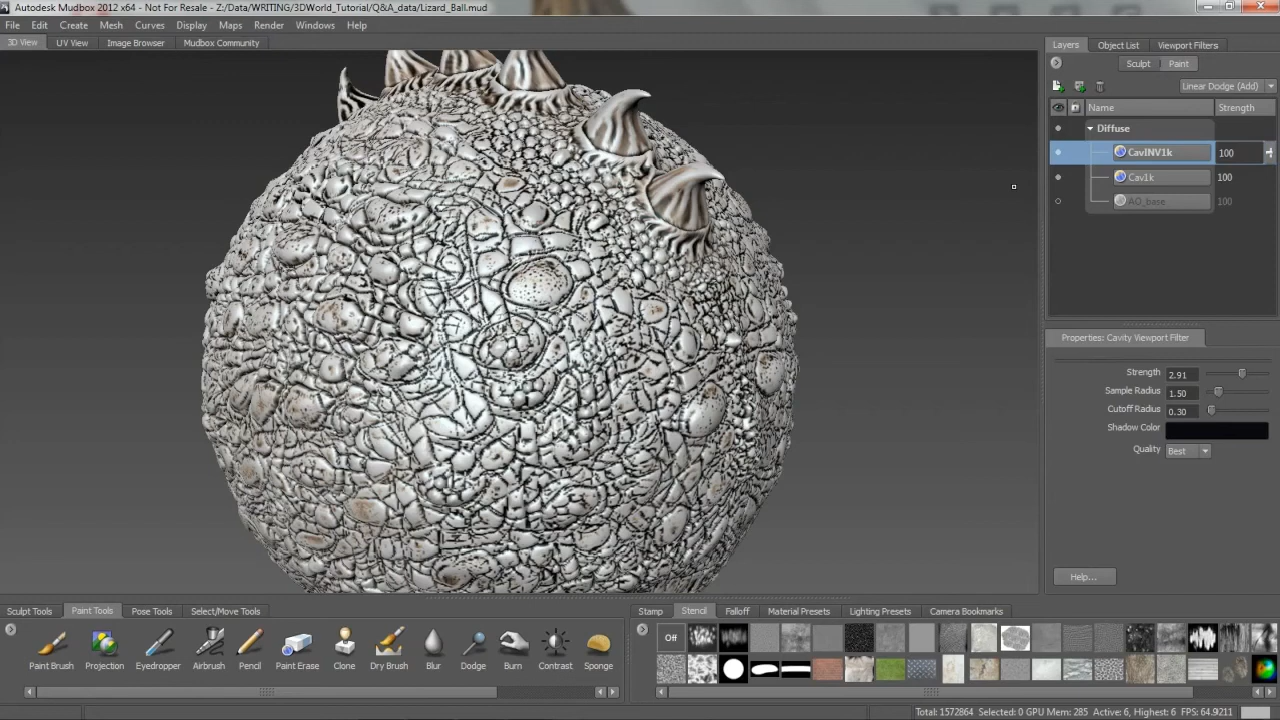 Autodesk Mudbox 2012 x64 - Not For Resale - Z:/Data/WRITING/3DWorld_Tutorial/Q&A_data/Lizard_Ball.mud
File Edit Create Mesh Curves Display Maps Render Windows Help
3D View UV View Image Browser Mudbox Community
Layers Object List Viewport Filters
Sculpt Paint
Linear Dodge (Add)
Name Strength
Diffuse
CavINV1k 100
Cav1k 100
AO_base 100
Properties: Cavity Viewport Filter
Strength 2.91
Sample Radius 1.50
Cutoff Radius 0.30
Shadow Color
Quality Best
Help...
Sculpt Tools Paint Tools Pose Tools Select/Move Tools
Stamp Stencil Falloff Material Presets Lighting Presets Camera Bookmarks
Off
Paint Brush Projection Eyedropper Airbrush Pencil Paint Erase Clone Dry Brush Blur Dodge Burn Contrast Sponge
Total: 1572864 Selected: 0 GPU Mem: 285 Active: 6, Highest: 6 FPS: 64.9211